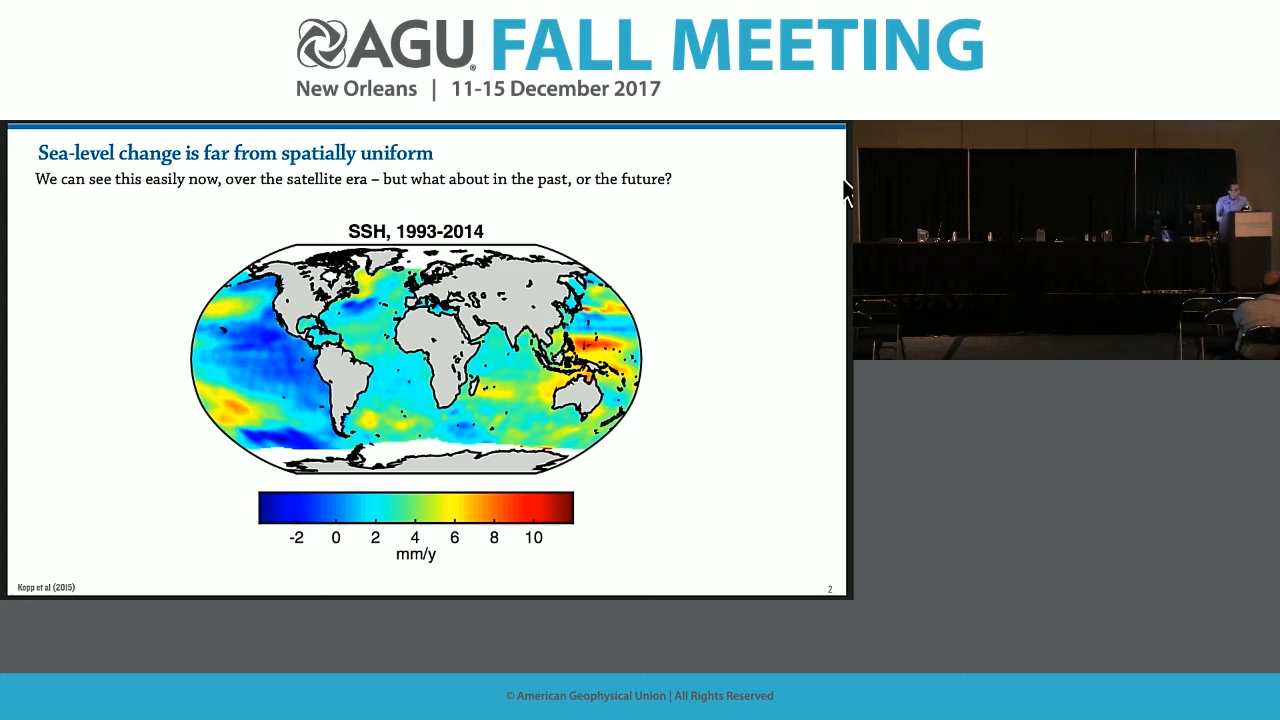 AGU FALL MEETING
New Orleans | 11-15 December 2017
Sea-level change is far from spatially uniform
We can see this easily now, over the satellite era – but what about in the past, or the future?
SSH, 1993-2014
-2 0 2 4 6 8 10
mm/y
Kopp et al (2015)
2
© American Geophysical Union | All Rights Reserved